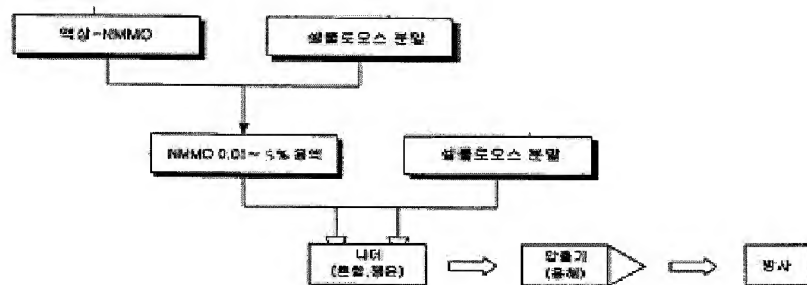 액상-NMMO
셀룰로오스 분말
NMMO 0.01~ 5% 용액
셀룰로오스 분말
니더
(혼합,팽윤)
압출기
(용해)
방사